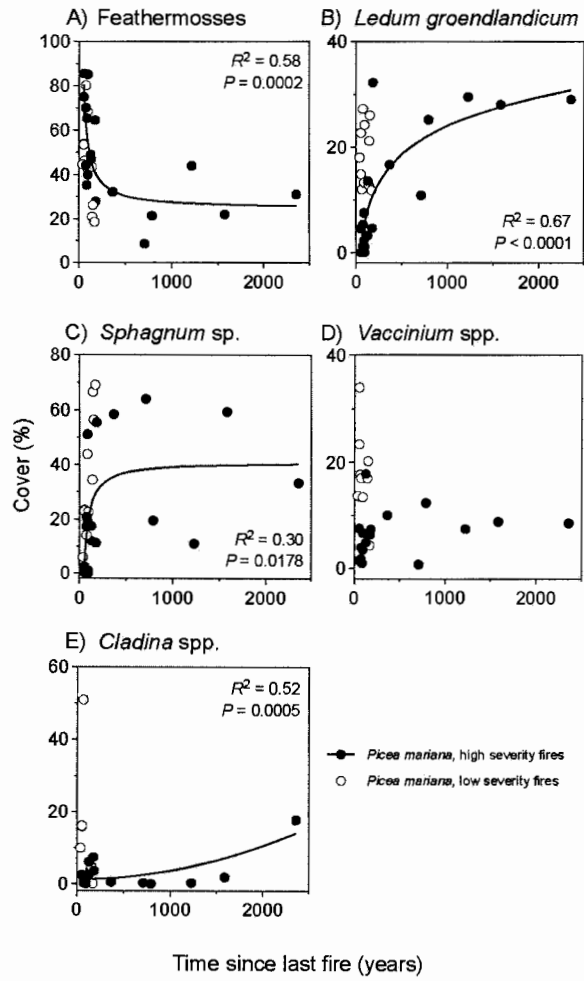 A) Feathermosses
100
80
60
40
20
0
0 1000 2000
R² = 0.58
P = 0.0002
B) Ledum groendlandicum
40
20
0
0 1000 2000
R² = 0.67
P < 0.0001
C) Sphagnum sp.
80
60
40
20
0
0 1000 2000
R² = 0.30
P = 0.0178
D) Vaccinium spp.
40
20
0
0 1000 2000
E) Cladina spp.
60
40
20
0
0 1000 2000
R² = 0.52
P = 0.0005
Picea mariana, high severity fires
Picea mariana, low severity fires
Cover (%)
Time since last fire (years)